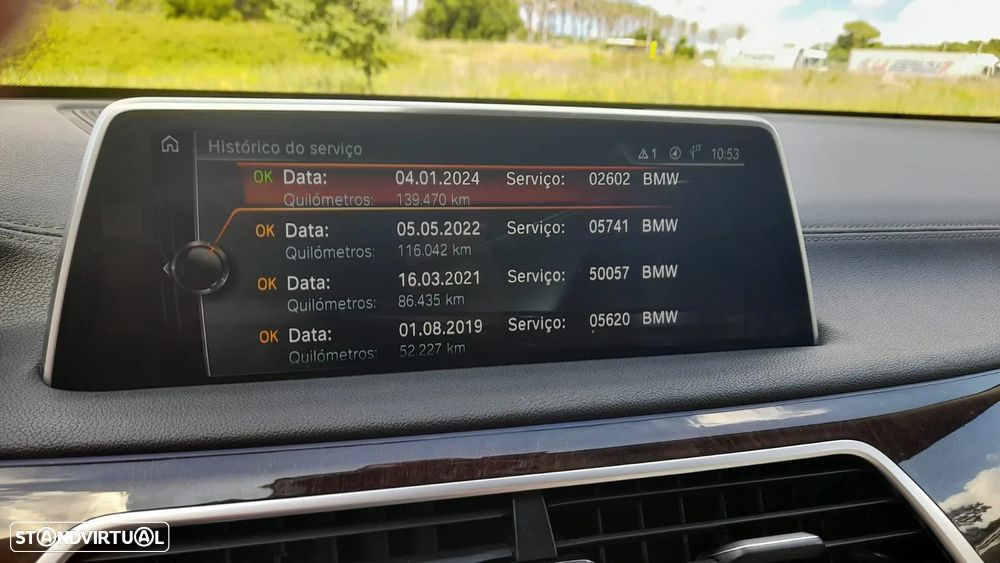 Histórico do serviço
1 10:53
OK Data: 04.01.2024 Serviço: 02602 BMW
Quilómetros: 139.470 km
OK Data: 05.05.2022 Serviço: 05741 BMW
Quilómetros: 116.042 km
OK Data: 16.03.2021 Serviço: 50057 BMW
Quilómetros: 86.435 km
OK Data: 01.08.2019 Serviço: 05620 BMW
Quilómetros: 52.227 km
STANDVIRTUAL